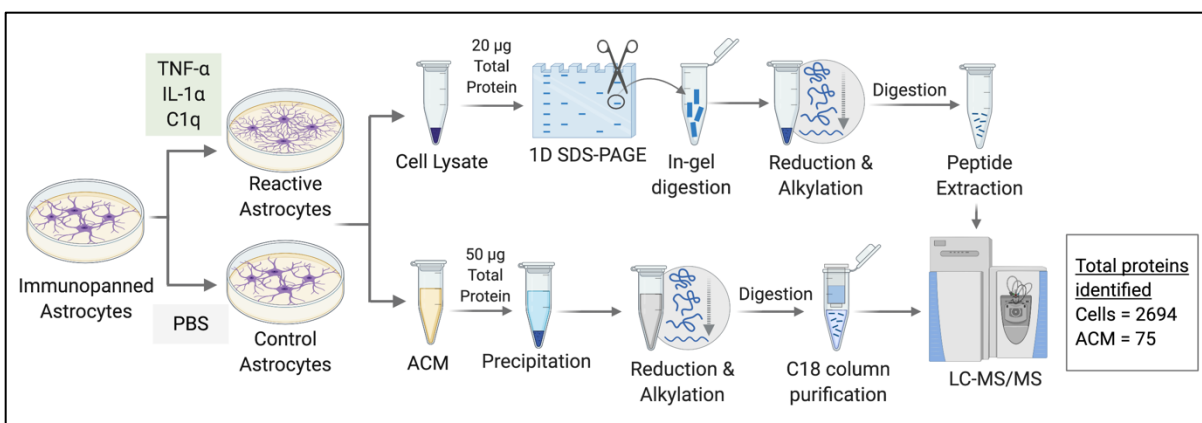 TNF-α
IL-1α
C1q
Immunopanned
Astrocytes
PBS
Reactive
Astrocytes
Control
Astrocytes
Cell Lysate
20 µg
Total
Protein
1D SDS-PAGE
In-gel
digestion
Reduction &
Alkylation
Digestion
Peptide
Extraction
ACM
50 µg
Total
Protein
Precipitation
Reduction &
Alkylation
Digestion
C18 column
purification
LC-MS/MS
Total proteins
identified
Cells = 2694
ACM = 75